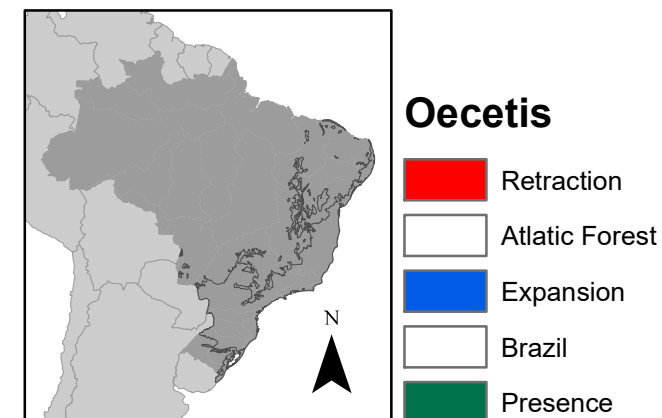 Oecetis
Retraction
Atlatic Forest
Expansion
Brazil
Presence
N